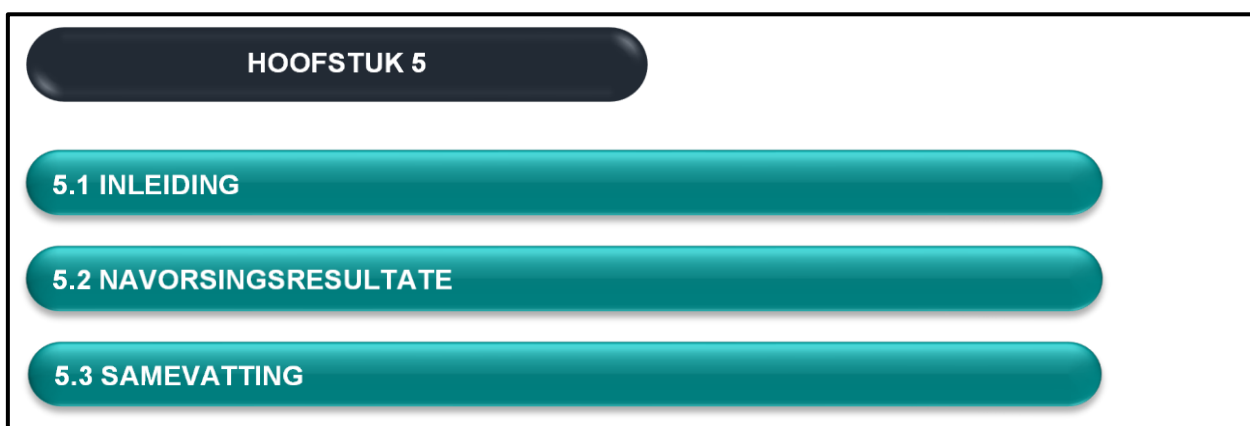 HOOFSTUK 5
5.1 INLEIDING
5.2 NAVORSINGSRESULTATE
5.3 SAMEVATTING